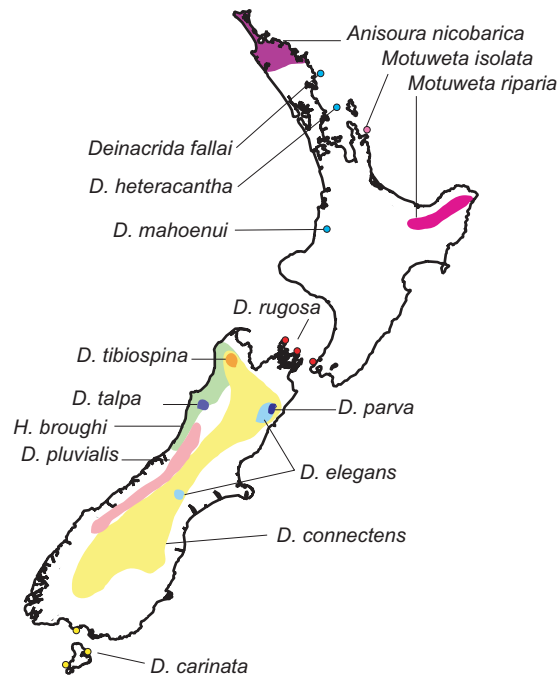 Anisoura nicobarica
Motuweta isolata
Motuweta riparia
Deinacrida fallai
D. heteracantha
D. mahoenui
D. rugosa
D. tibiospina
D. talpa
D. parva
H. broughi
D. pluvialis
D. elegans
D. connectens
D. carinata